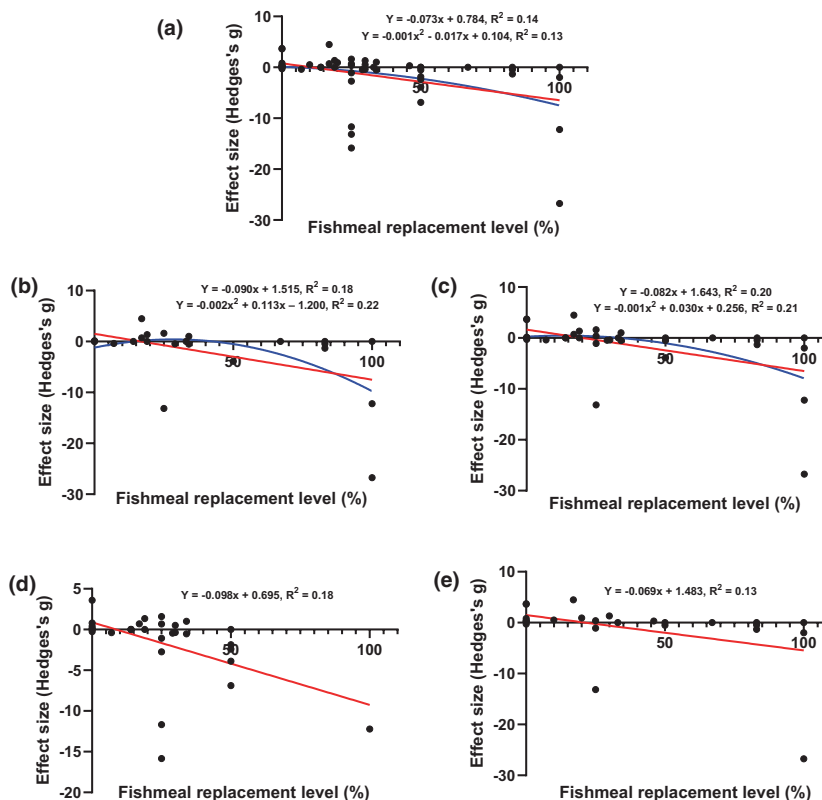 (a)
Y = -0.073x + 0.784, R² = 0.14
Y = -0.001x² - 0.017x + 0.104, R² = 0.13
10
0
-10
-20
-30
50
100
Effect size (Hedges's g)
Fishmeal replacement level (%)
(b)
Y = -0.090x + 1.515, R² = 0.18
Y = -0.002x² + 0.113x – 1.200, R² = 0.22
10
0
-10
-20
-30
50
100
Effect size (Hedges's g)
Fishmeal replacement level (%)
(c)
Y = -0.082x + 1.643, R² = 0.20
Y = -0.001x² + 0.030x + 0.256, R² = 0.21
10
0
-10
-20
-30
50
100
Effect size (Hedges's g)
Fishmeal replacement level (%)
(d)
Y = -0.098x + 0.695, R² = 0.18
5
0
-5
-10
-15
-20
50
100
Effect size (Hedges's g)
Fishmeal replacement level (%)
(e)
Y = -0.069x + 1.483, R² = 0.13
10
0
-10
-20
-30
50
100
Effect size (Hedges's g)
Fishmeal replacement level (%)